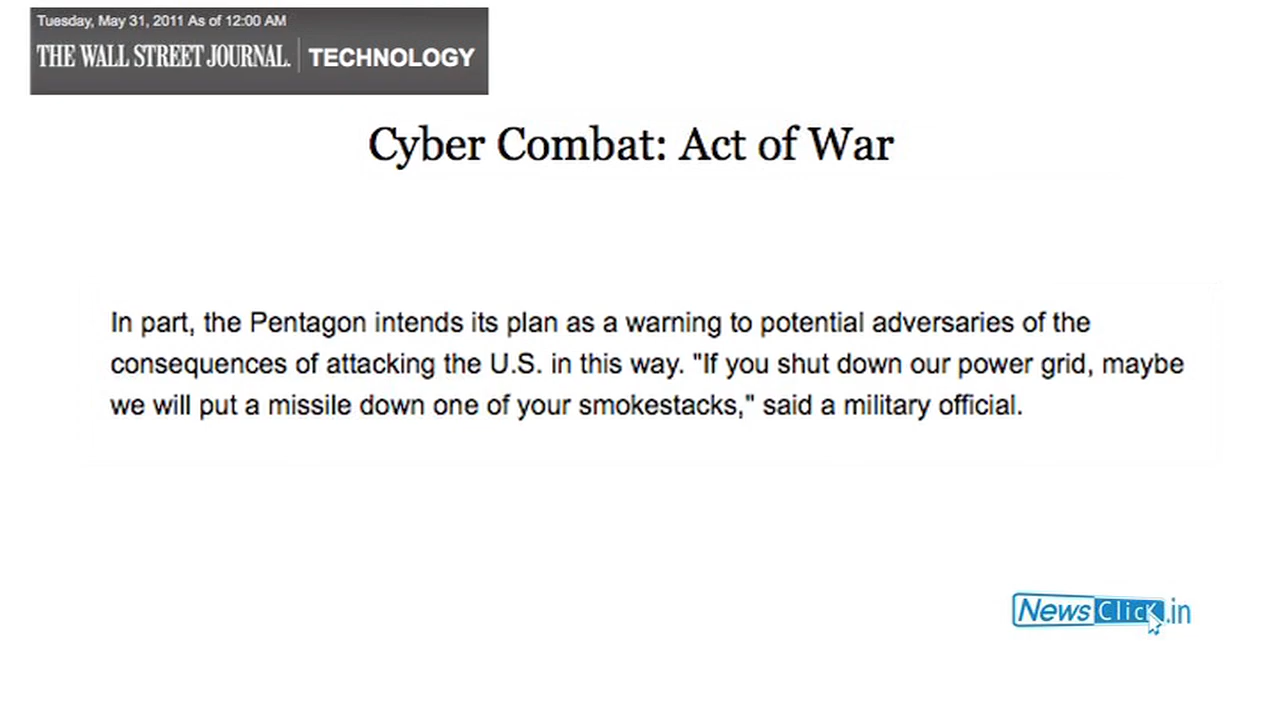 Tuesday, May 31, 2011 As of 12:00 AM
THE WALL STREET JOURNAL. | TECHNOLOGY
Cyber Combat: Act of War
In part, the Pentagon intends its plan as a warning to potential adversaries of the
consequences of attacking the U.S. in this way. "If you shut down our power grid, maybe
we will put a missile down one of your smokestacks," said a military official.
NewsClick.in